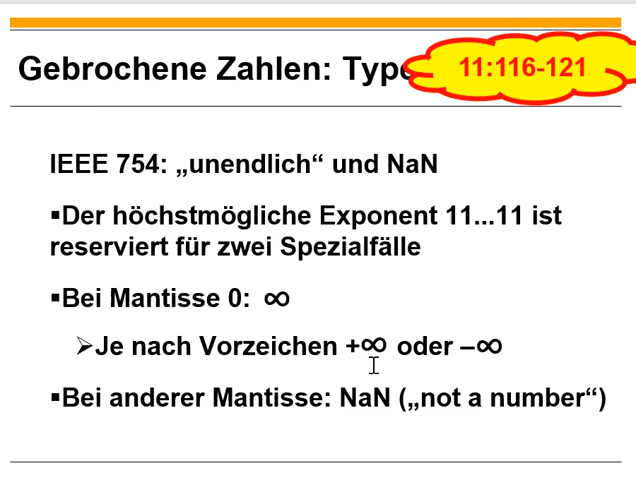 Gebrochene Zahlen: Type
11:116-121
IEEE 754: „unendlich“ und NaN
▪Der höchstmögliche Exponent 11...11 ist
reserviert für zwei Spezialfälle
▪Bei Mantisse 0: ∞
➢Je nach Vorzeichen +∞ oder –∞
▪Bei anderer Mantisse: NaN („not a number“)